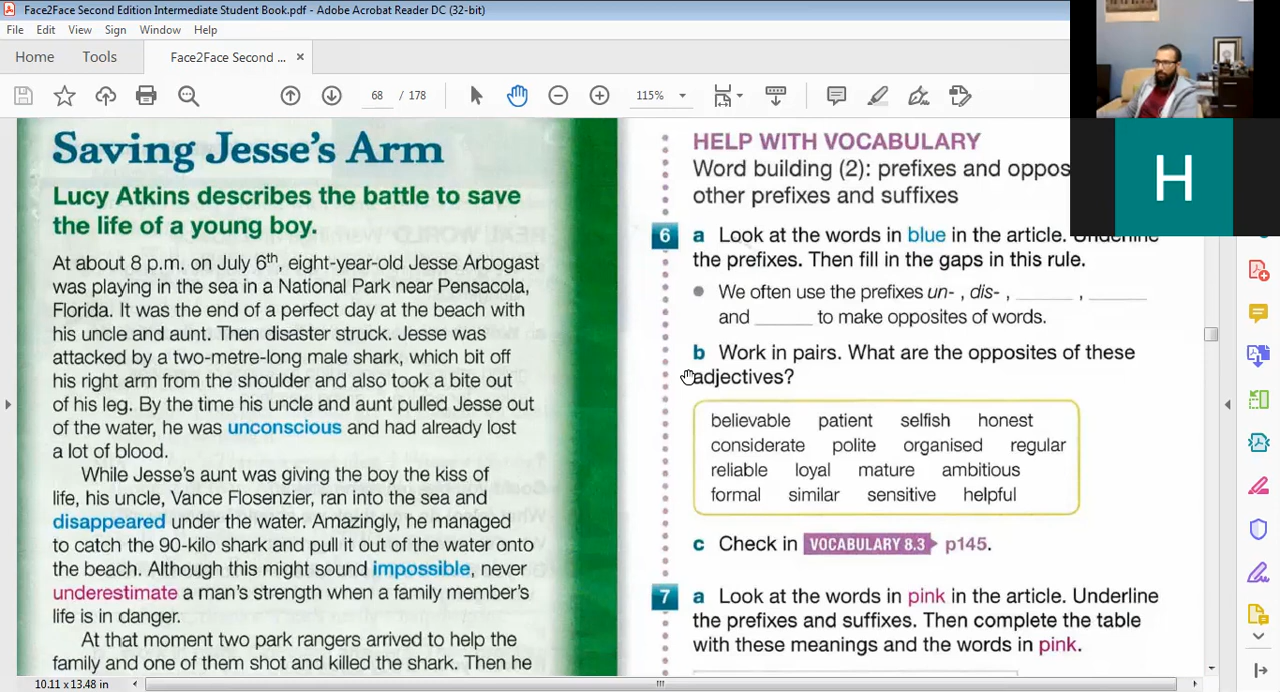 Face2Face Second Edition Intermediate Student Book.pdf - Adobe Acrobat Reader DC (32-bit)
File Edit View Sign Window Help
Home Tools Face2Face Second ... ×
68 / 178 115%
Saving Jesse's Arm
Lucy Atkins describes the battle to save
the life of a young boy.
At about 8 p.m. on July 6th, eight-year-old Jesse Arbogast
was playing in the sea in a National Park near Pensacola,
Florida. It was the end of a perfect day at the beach with
his uncle and aunt. Then disaster struck. Jesse was
attacked by a two-metre-long male shark, which bit off
his right arm from the shoulder and also took a bite out
of his leg. By the time his uncle and aunt pulled Jesse out
of the water, he was unconscious and had already lost
a lot of blood.
While Jesse's aunt was giving the boy the kiss of
life, his uncle, Vance Flosenzier, ran into the sea and
disappeared under the water. Amazingly, he managed
to catch the 90-kilo shark and pull it out of the water onto
the beach. Although this might sound impossible, never
underestimate a man's strength when a family member's
life is in danger.
At that moment two park rangers arrived to help the
family and one of them shot and killed the shark. Then he
HELP WITH VOCABULARY
Word building (2): prefixes and oppos
other prefixes and suffixes
6 a Look at the words in blue in the article. Underline
the prefixes. Then fill in the gaps in this rule.
● We often use the prefixes un- , dis- , ______ , ______
and ______ to make opposites of words.
b Work in pairs. What are the opposites of these
adjectives?
believable patient selfish honest
considerate polite organised regular
reliable loyal mature ambitious
formal similar sensitive helpful
c Check in VOCABULARY 8.3 p145.
7 a Look at the words in pink in the article. Underline
the prefixes and suffixes. Then complete the table
with these meanings and the words in pink.
H
10.11 x 13.48 in